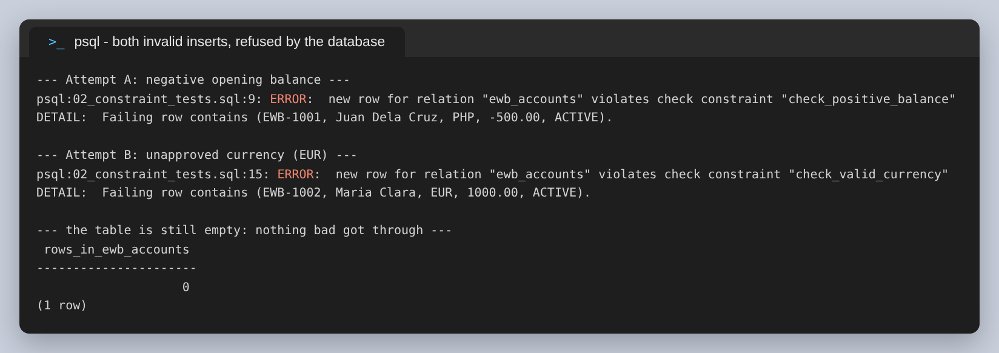 >_ psql - both invalid inserts, refused by the database
--- Attempt A: negative opening balance ---
psql:02_constraint_tests.sql:9: ERROR:  new row for relation "ewb_accounts" violates check constraint "check_positive_balance"
DETAIL:  Failing row contains (EWB-1001, Juan Dela Cruz, PHP, -500.00, ACTIVE).
--- Attempt B: unapproved currency (EUR) ---
psql:02_constraint_tests.sql:15: ERROR:  new row for relation "ewb_accounts" violates check constraint "check_valid_currency"
DETAIL:  Failing row contains (EWB-1002, Maria Clara, EUR, 1000.00, ACTIVE).
--- the table is still empty: nothing bad got through ---
 rows_in_ewb_accounts
----------------------
                    0
(1 row)